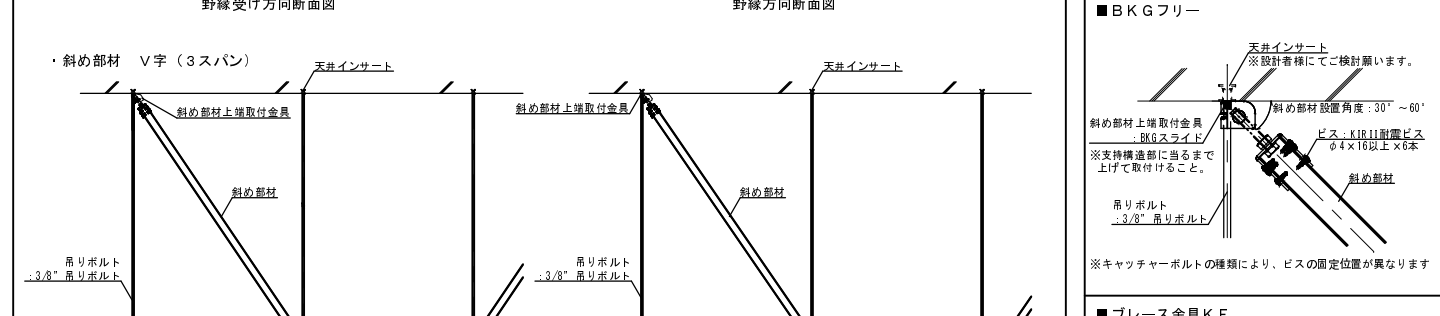 野縁受け方向断面図
野縁方向断面図
・斜め部材　V字（3スパン）
天井インサート
斜め部材上端取付金具
斜め部材
吊りボルト
:3/8" 吊りボルト
天井インサート
斜め部材上端取付金具
斜め部材
吊りボルト
:3/8" 吊りボルト
■BKGフリー
天井インサート
※設計者様にてご検討願います。
斜め部材設置角度:30°～60°
斜め部材上端取付金具
:BKGスライド
※支持構造部に当るまで
上げて取付けること。
ビス:KIRII耐震ビス
φ4×16以上×6本
斜め部材
吊りボルト
:3/8" 吊りボルト
※キャッチャーボルトの種類により、ビスの固定位置が異なります
■ブレース金具KF